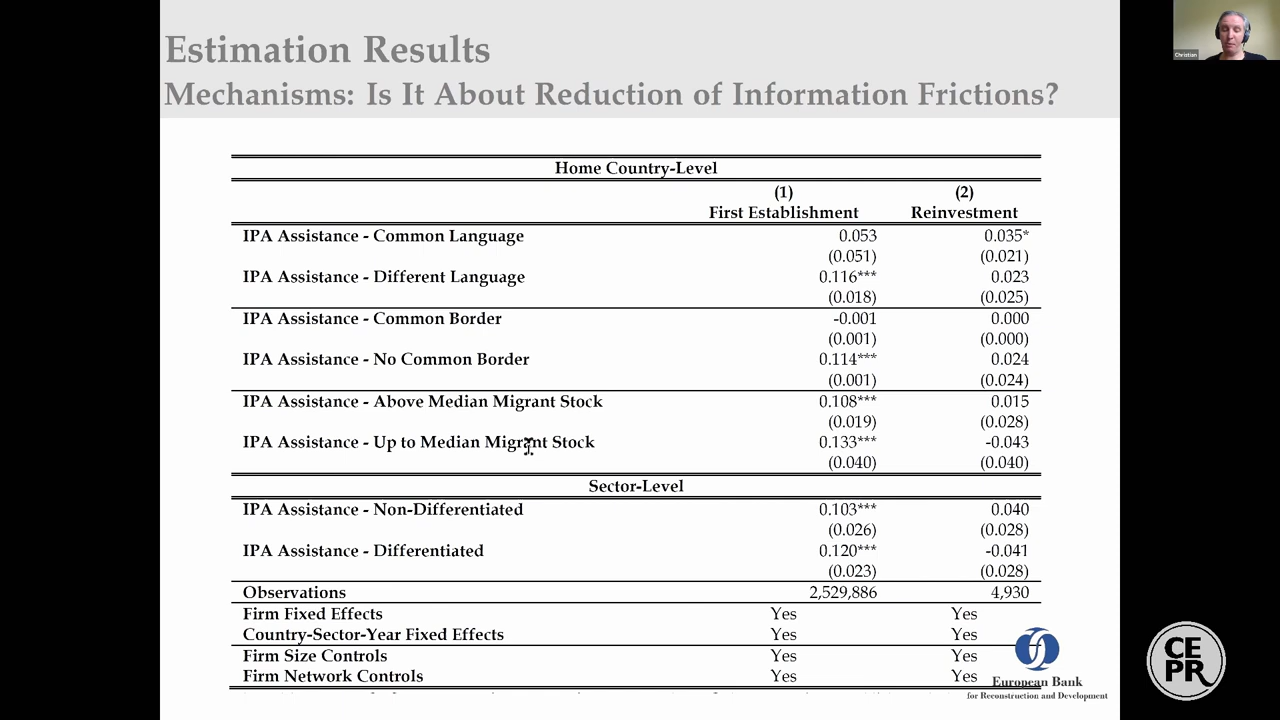 Estimation Results
Mechanisms: Is It About Reduction of Information Frictions?
Christian
Home Country-Level
(1) (2)
First Establishment Reinvestment
IPA Assistance - Common Language 0.053 0.035*
(0.051) (0.021)
IPA Assistance - Different Language 0.116*** 0.023
(0.018) (0.025)
IPA Assistance - Common Border -0.001 0.000
(0.001) (0.000)
IPA Assistance - No Common Border 0.114*** 0.024
(0.001) (0.024)
IPA Assistance - Above Median Migrant Stock 0.108*** 0.015
(0.019) (0.028)
IPA Assistance - Up to Median Migrant Stock 0.133*** -0.043
(0.040) (0.040)
Sector-Level
IPA Assistance - Non-Differentiated 0.103*** 0.040
(0.026) (0.028)
IPA Assistance - Differentiated 0.120*** -0.041
(0.023) (0.028)
Observations 2,529,886 4,930
Firm Fixed Effects Yes Yes
Country-Sector-Year Fixed Effects Yes Yes
Firm Size Controls Yes Yes
Firm Network Controls Yes Yes
European Bank
for Reconstruction and Development
CE
PR